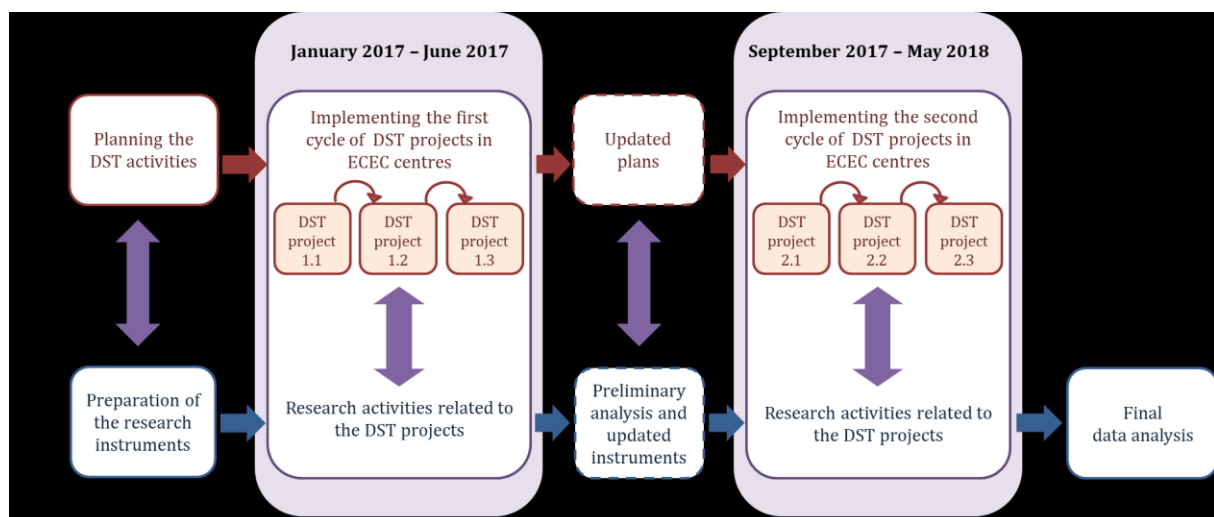 January 2017 – June 2017
September 2017 – May 2018
Planning the
DST activities
Implementing the first
cycle of DST projects in
ECEC centres
DST
project
1.1
DST
project
1.2
DST
project
1.3
Updated
plans
Implementing the second
cycle of DST projects in
ECEC centres
DST
project
2.1
DST
project
2.2
DST
project
2.3
Preparation of
the research
instruments
Research activities related to
the DST projects
Preliminary
analysis and
updated
instruments
Research activities related to
the DST projects
Final
data analysis